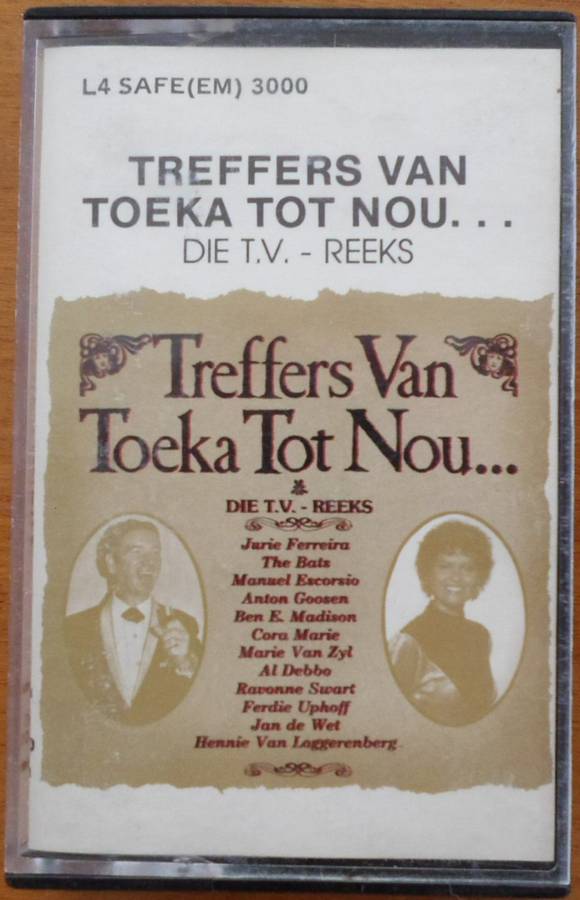 L4 SAFE(EM) 3000
TREFFERS VAN
TOEKA TOT NOU. . .
DIE T.V. - REEKS
Treffers Van
Toeka Tot Nou...
DIE T.V. - REEKS
Jurie Ferreira
The Bats
Manuel Escorsio
Anton Goosen
Ben E. Madison
Cora Marie
Marie Van Zyl
Al Debbo
Ravonne Swart
Ferdie Uphoff
Jan de Wet
Hennie Van Loggerenberg